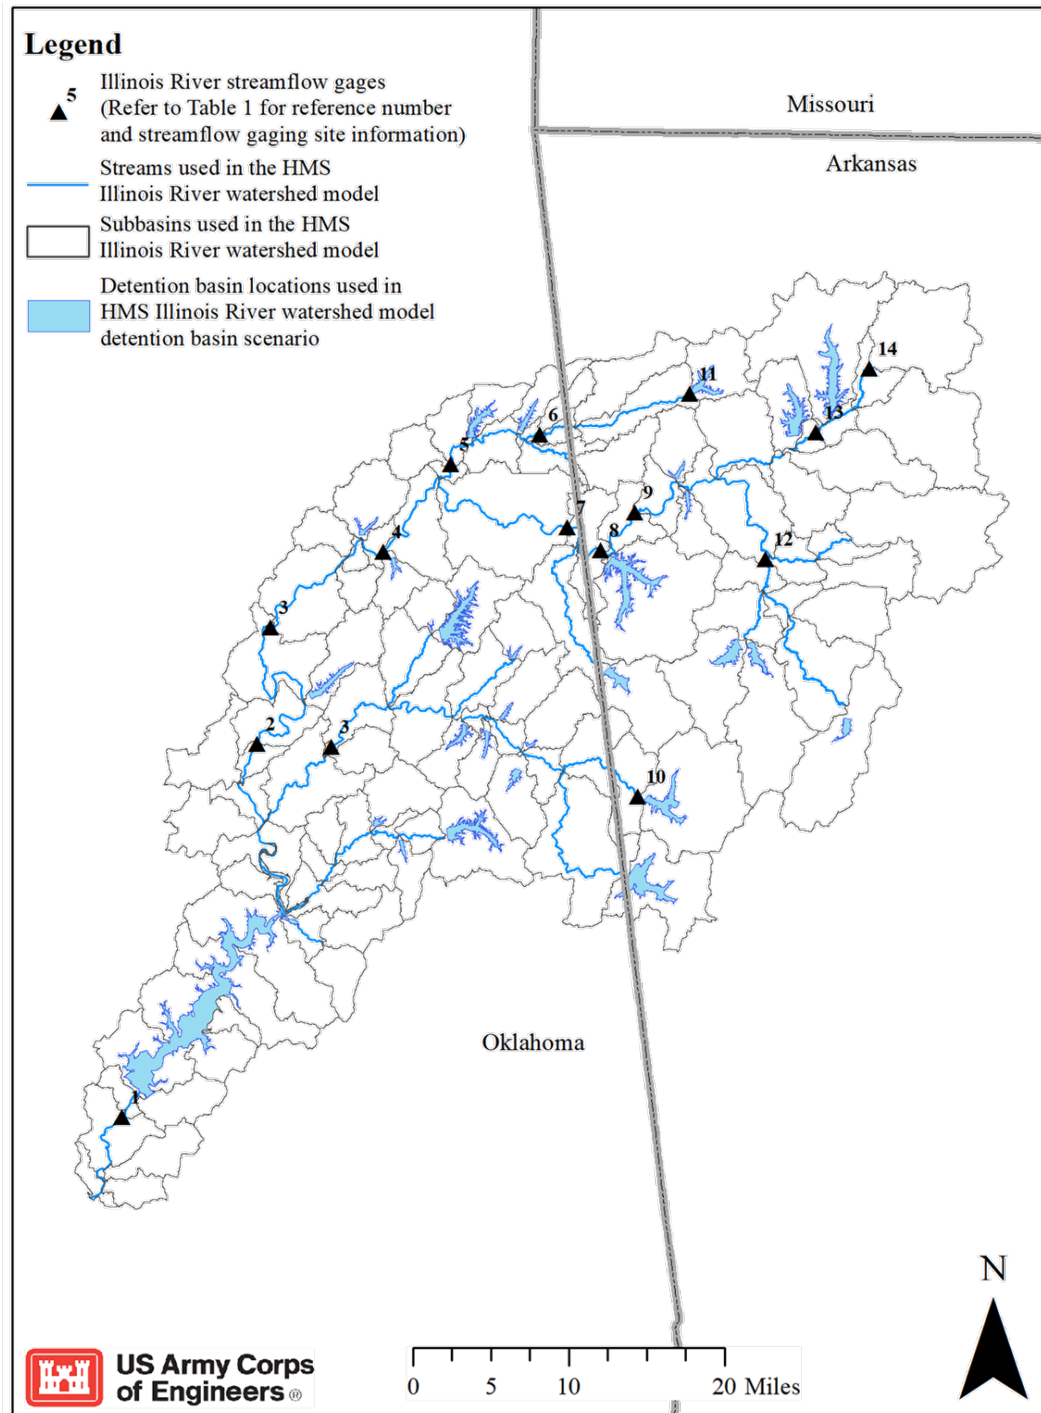 Legend
5
Illinois River streamflow gages
(Refer to Table 1 for reference number
and streamflow gaging site information)
Streams used in the HMS
Illinois River watershed model
Subbasins used in the HMS
Illinois River watershed model
Detention basin locations used in
HMS Illinois River watershed model
detention basin scenario
Missouri
Arkansas
14
11
13
6
5
9
7
8
4
12
3
2
3
10
Oklahoma
1
N
US Army Corps
of Engineers ®
0 5 10 20 Miles